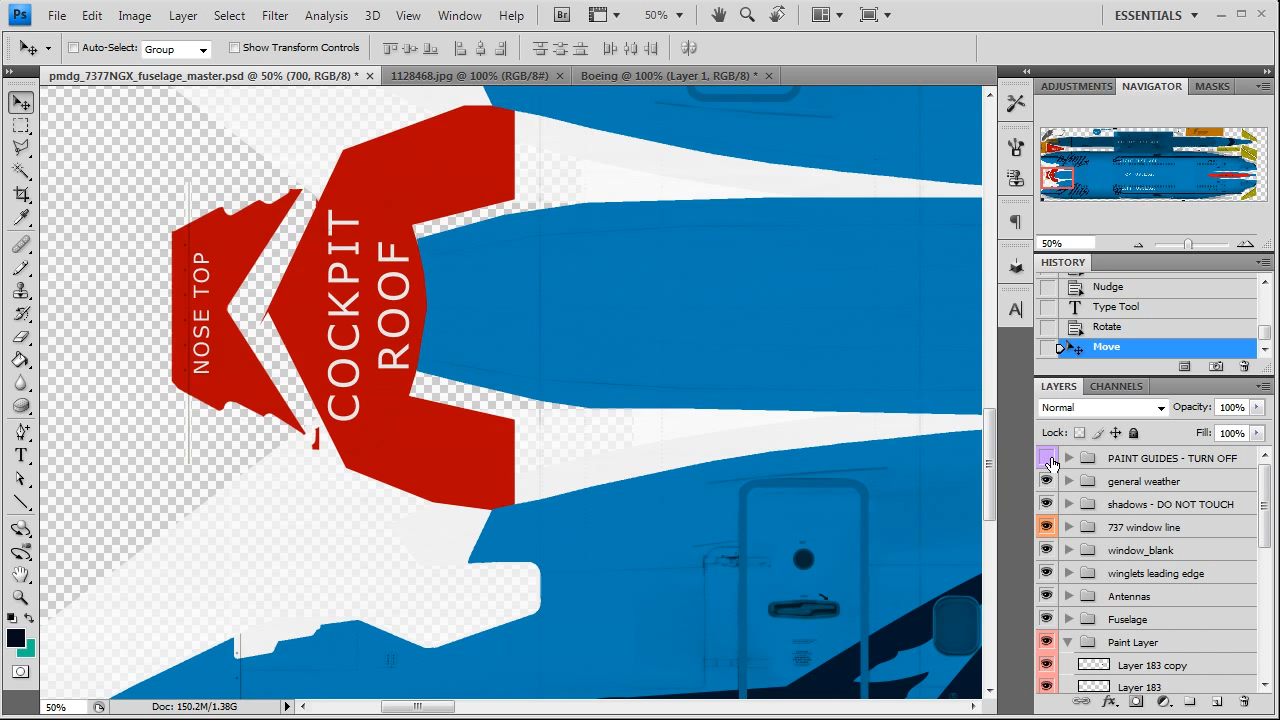 Ps File Edit Image Layer Select Filter Analysis 3D View Window Help Br 50% ESSENTIALS
Auto-Select: Group Show Transform Controls
pmdg_7377NGX_fuselage_master.psd @ 50% (700, RGB/8) * × 1128468.jpg @ 100% (RGB/8#) × Boeing @ 100% (Layer 1, RGB/8) * ×
NOSE TOP
COCKPIT
ROOF
ADJUSTMENTS NAVIGATOR MASKS
50%
HISTORY
Nudge
Type Tool
Rotate
Move
LAYERS CHANNELS
Normal Opacity: 100%
Lock: Fill: 100%
PAINT GUIDES - TURN OFF
general weather
shadows - DO NOT TOUCH
737 window line
window_blank
winglets leading edge
Antennas
Fuselage
Paint Layer
Layer 183 copy
Layer 183
50% Doc: 150.2M/1.38G